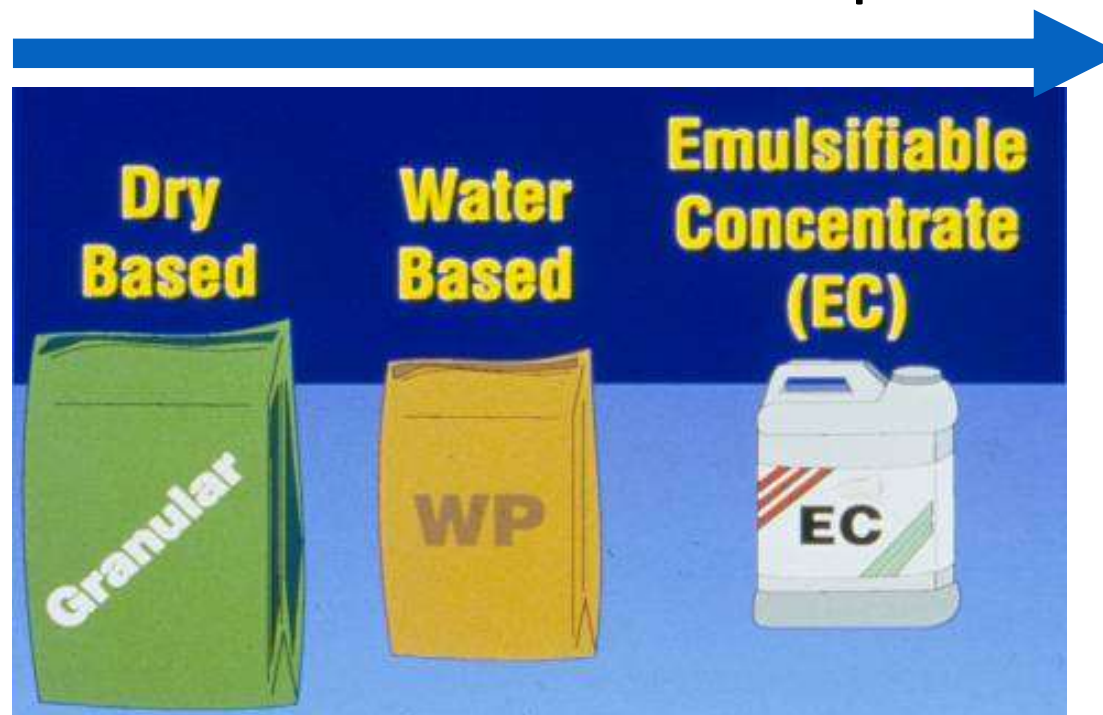 Dry
Based
Water
Based
Emulsifiable
Concentrate
(EC)
Granular
WP
EC